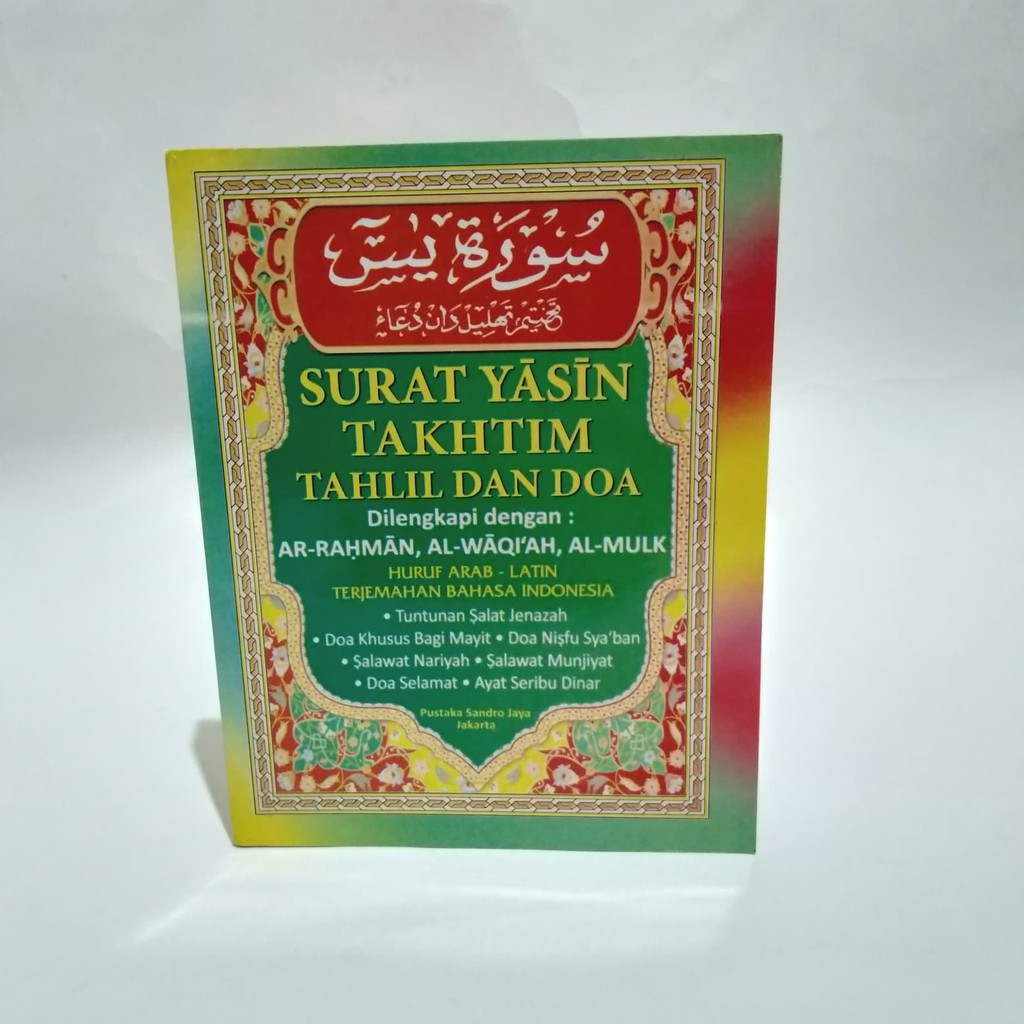 سُوْرَة يٰسٓ
تختيم تهليل دان دعاء
SURAT YĀSĪN
TAKHTIM
TAHLIL DAN DOA
Dilengkapi dengan :
AR-RAḤMĀN, AL-WĀQI‘AH, AL-MULK
HURUF ARAB - LATIN
TERJEMAHAN BAHASA INDONESIA
• Tuntunan Ṣalat Jenazah
• Doa Khusus Bagi Mayit • Doa Niṣfu Sya‘ban
• Ṣalawat Nariyah • Ṣalawat Munjiyat
• Doa Selamat • Ayat Seribu Dinar
Pustaka Sandro Jaya
Jakarta